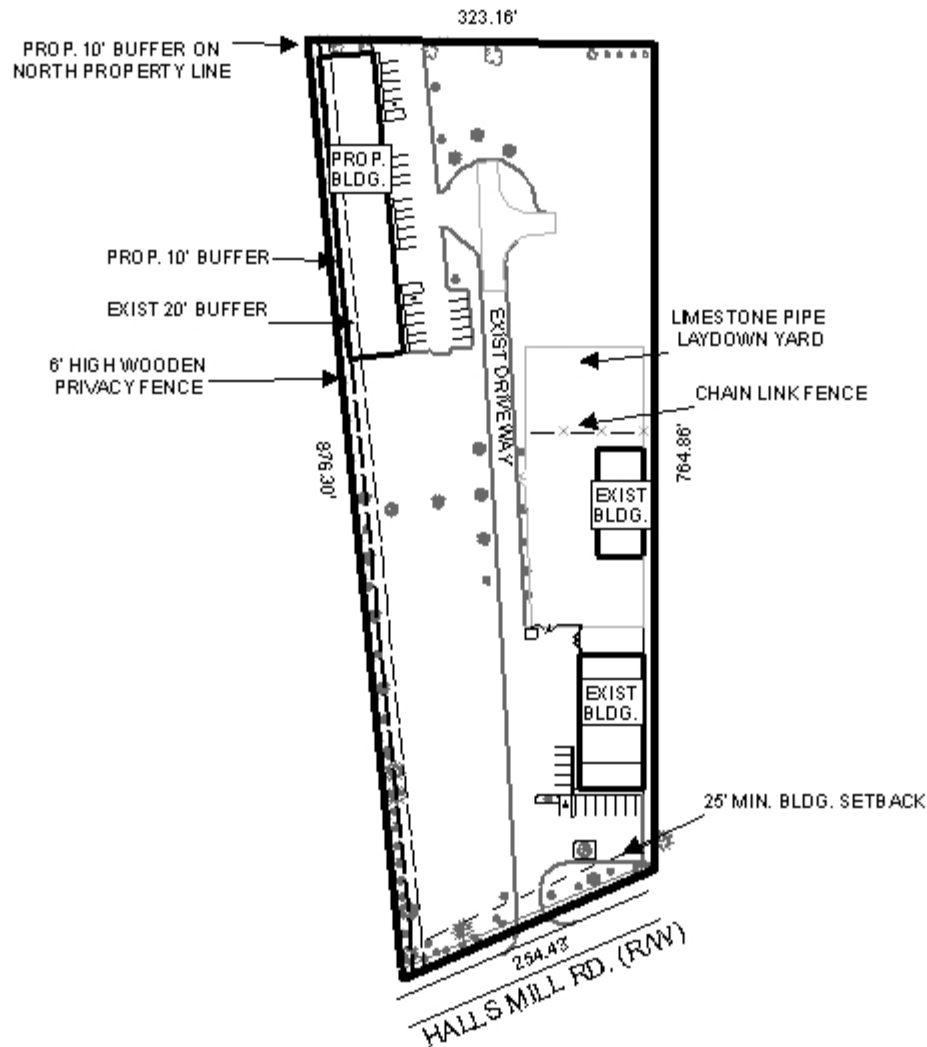 323.16'
PROP. 10' BUFFER ON
NORTH PROPERTY LINE
PROP.
BLDG.
PROP. 10' BUFFER
EXIST 20' BUFFER
6' HIGH WOODEN
PRIVACY FENCE
EXIST DRIVEWAY
LIMESTONE PIPE
LAYDOWN YARD
CHAIN LINK FENCE
876.30'
764.86'
EXIST
BLDG.
EXIST
BLDG.
25' MIN. BLDG. SETBACK
254.43'
HALLS MILL RD. (R/W)